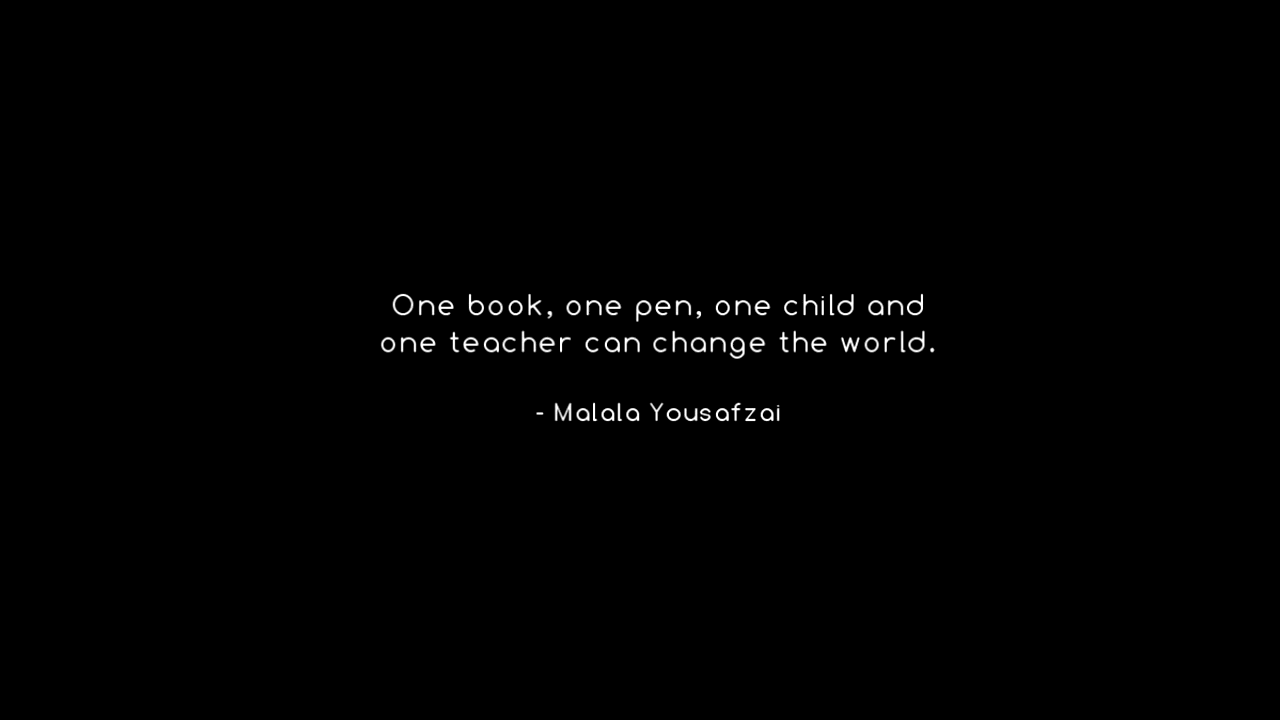 One book, one pen, one child and
one teacher can change the world.
- Malala Yousafzai